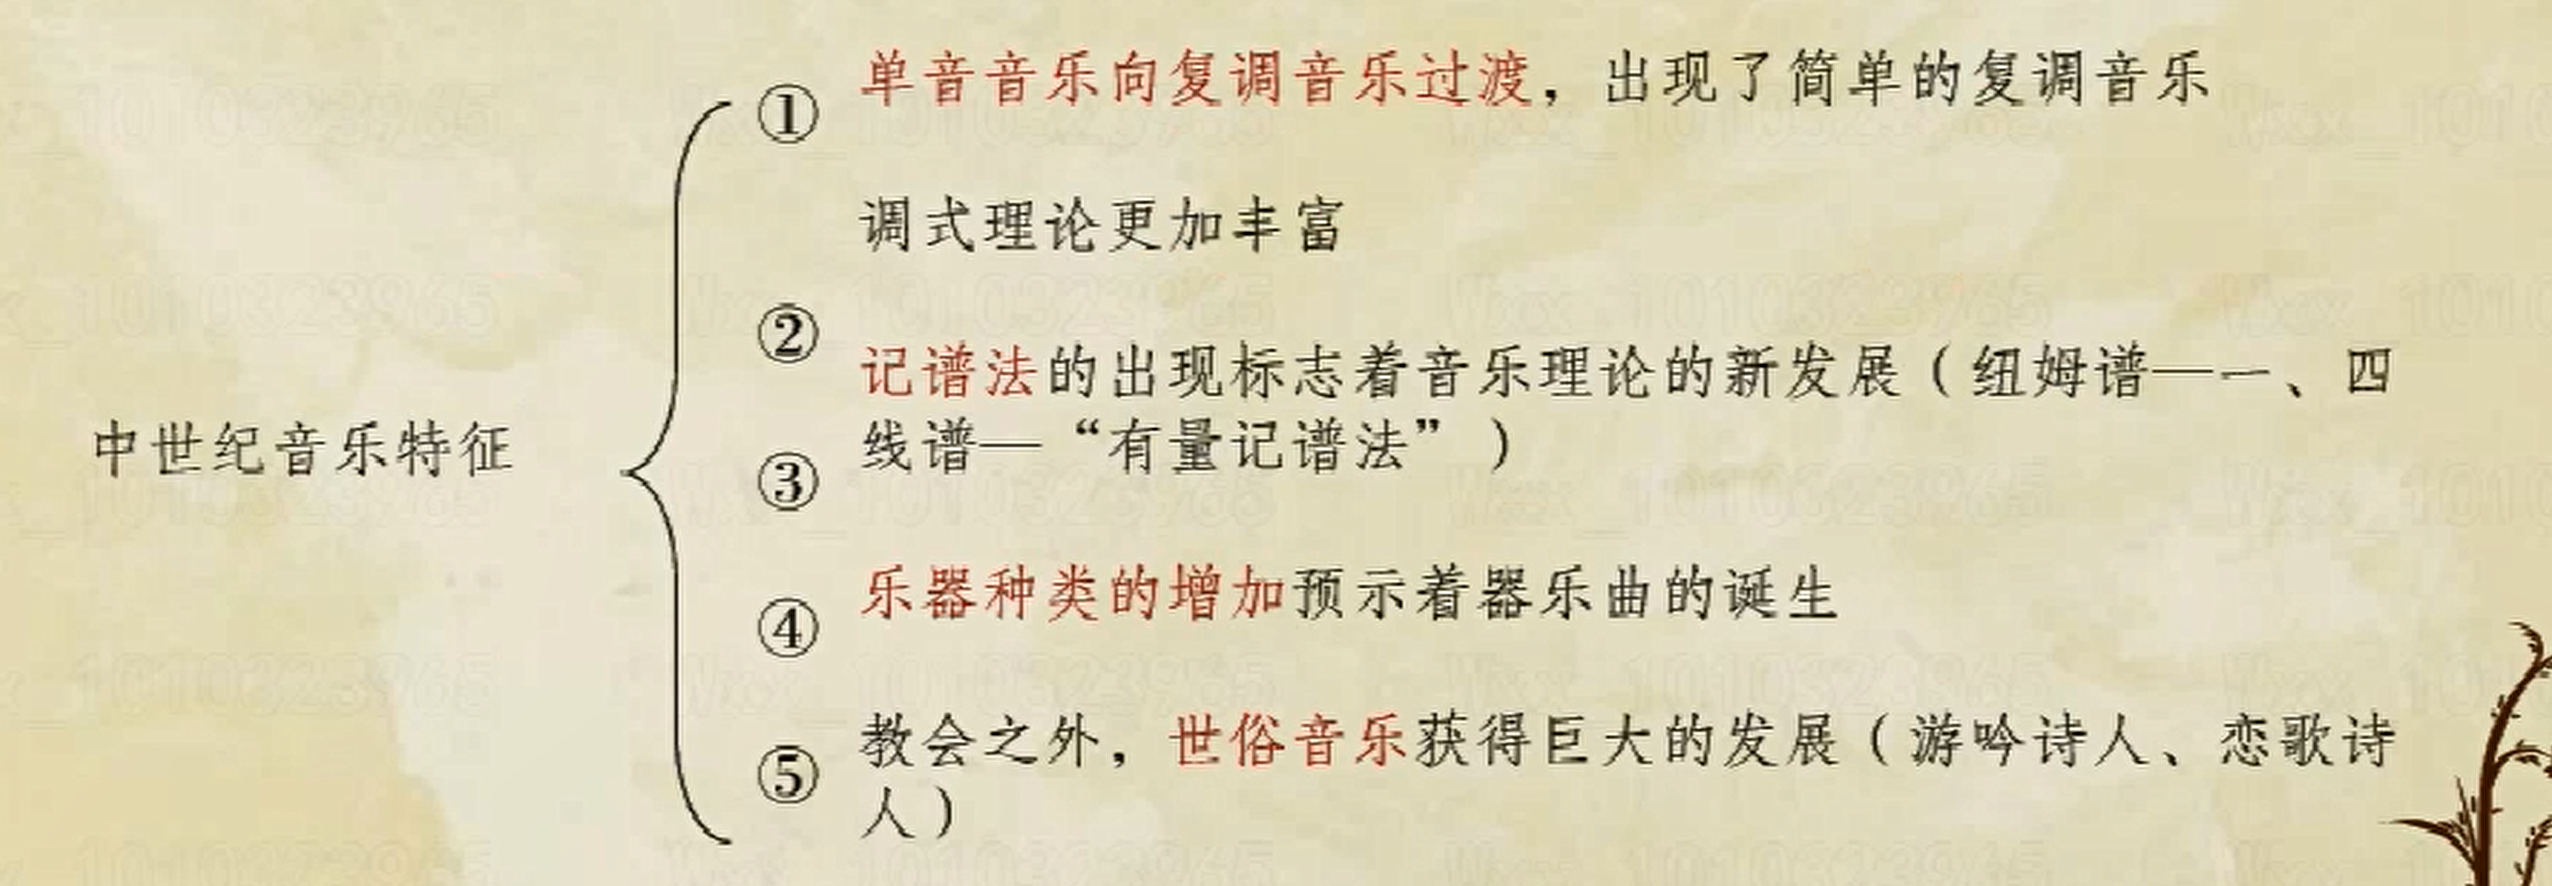 中世纪音乐特征
① 单音音乐向复调音乐过渡，出现了简单的复调音乐
② 调式理论更加丰富
③ 记谱法的出现标志着音乐理论的新发展（纽姆谱—一、四
线谱—“有量记谱法”）
④ 乐器种类的增加预示着器乐曲的诞生
⑤ 教会之外，世俗音乐获得巨大的发展（游吟诗人、恋歌诗
人）